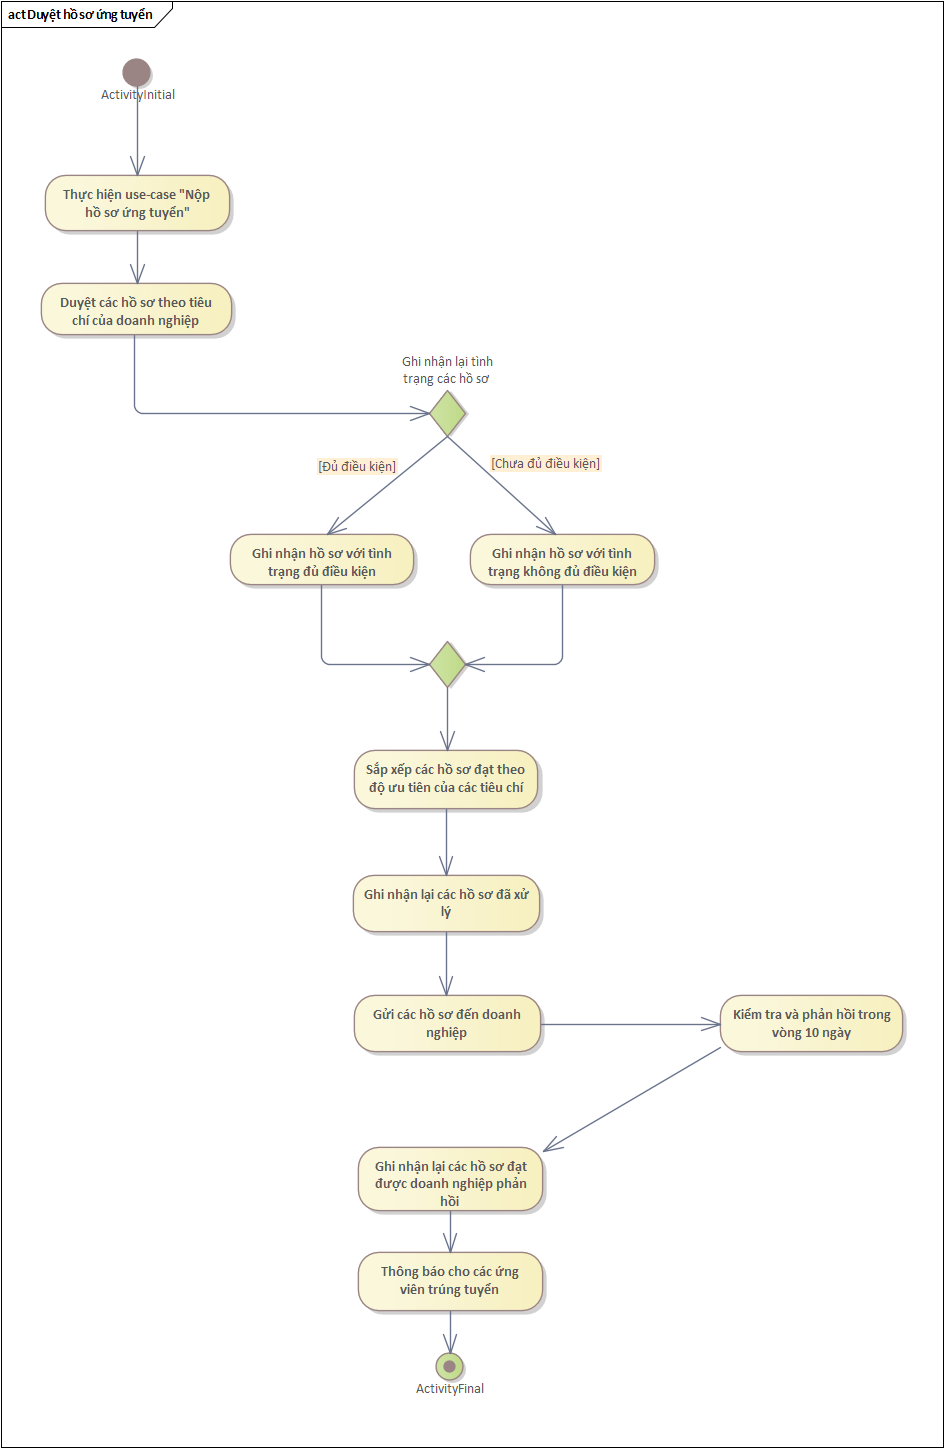 act Duyệt hồ sơ ứng tuyển
ActivityInitial
Thực hiện use-case "Nộp
hồ sơ ứng tuyển"
Duyệt các hồ sơ theo tiêu
chí của doanh nghiệp
Ghi nhận lại tình
trạng các hồ sơ
[Đủ điều kiện]
[Chưa đủ điều kiện]
Ghi nhận hồ sơ với tình
trạng đủ điều kiện
Ghi nhận hồ sơ với tình
trạng không đủ điều kiện
Sắp xếp các hồ sơ đạt theo
độ ưu tiên của các tiêu chí
Ghi nhận lại các hồ sơ đã xử
lý
Gửi các hồ sơ đến doanh
nghiệp
Kiểm tra và phản hồi trong
vòng 10 ngày
Ghi nhận lại các hồ sơ đạt
được doanh nghiệp phản
hồi
Thông báo cho các ứng
viên trúng tuyển
ActivityFinal